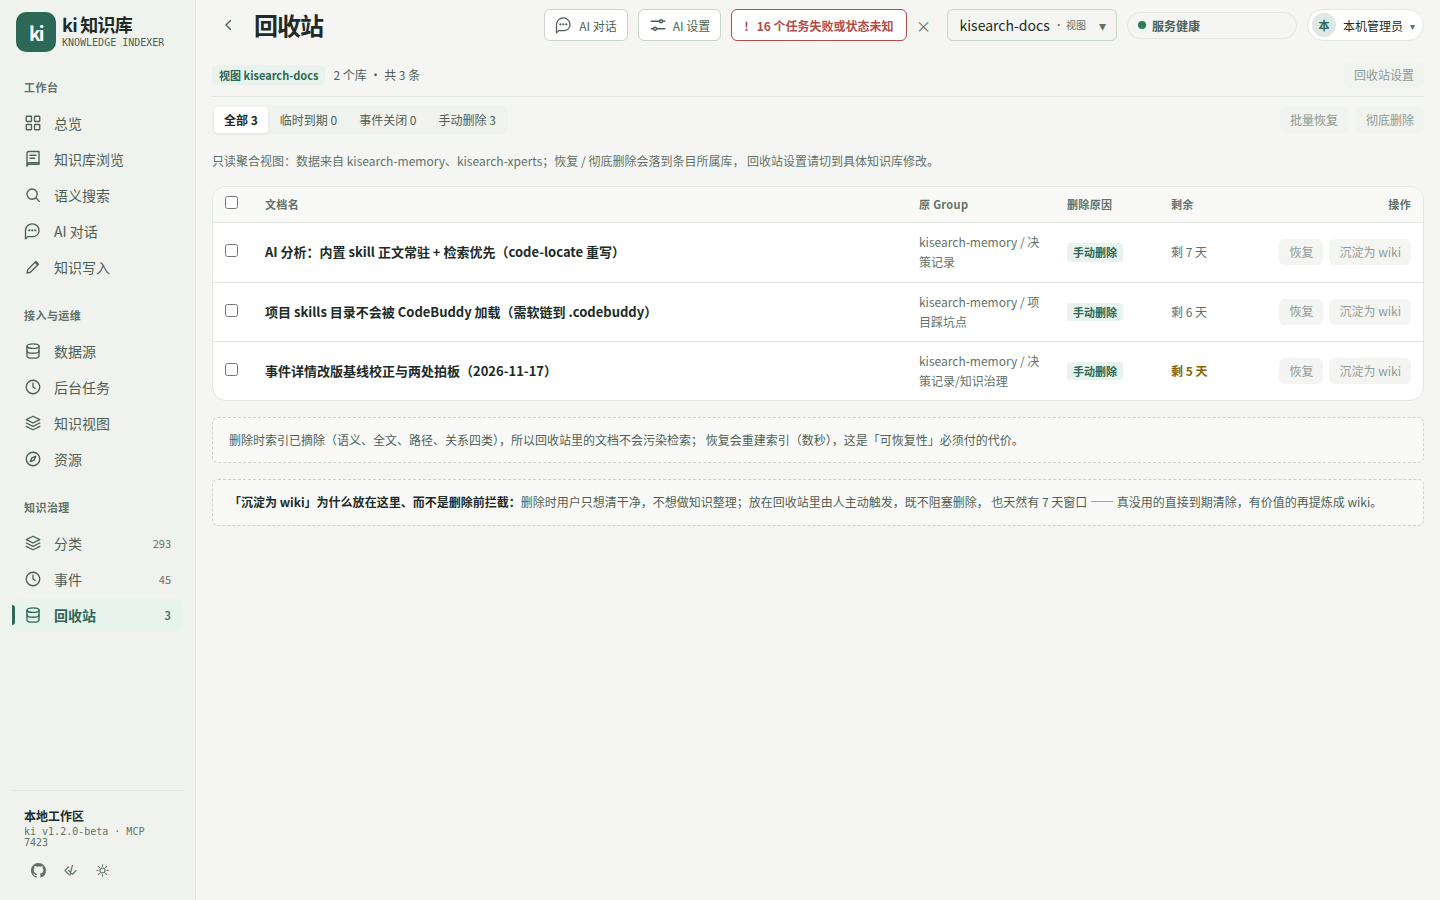 ki
ki 知识库
KNOWLEDGE INDEXER
工作台
总览
知识库浏览
语义搜索
AI 对话
知识写入
接入与运维
数据源
后台任务
知识视图
资源
知识治理
分类 293
事件 45
回收站 3
本地工作区
ki v1.2.0-beta · MCP
7423
回收站
AI 对话
AI 设置
! 16 个任务失败或状态未知
kisearch-docs · 视图
服务健康
本 本机管理员
视图 kisearch-docs 2 个库 · 共 3 条
回收站设置
全部 3 临时到期 0 事件关闭 0 手动删除 3
批量恢复 彻底删除
只读聚合视图：数据来自 kisearch-memory、kisearch-xperts；恢复 / 彻底删除会落到条目所属库， 回收站设置请切到具体知识库修改。
文档名 原 Group 删除原因 剩余 操作
AI 分析：内置 skill 正文常驻 + 检索优先（code-locate 重写）
kisearch-memory / 决
策记录
手动删除 剩 7 天 恢复 沉淀为 wiki
项目 skills 目录不会被 CodeBuddy 加载（需软链到 .codebuddy）
kisearch-memory / 项
目踩坑点
手动删除 剩 6 天 恢复 沉淀为 wiki
事件详情改版基线校正与两处拍板（2026-11-17）
kisearch-memory / 决
策记录/知识治理
手动删除 剩 5 天 恢复 沉淀为 wiki
删除时索引已摘除（语义、全文、路径、关系四类），所以回收站里的文档不会污染检索； 恢复会重建索引（数秒），这是「可恢复性」必须付的代价。
「沉淀为 wiki」为什么放在这里、而不是删除前拦截：删除时用户只想清干净，不想做知识整理；放在回收站里由人主动触发，既不阻塞删除， 也天然有 7 天窗口 —— 真没用的直接到期清除，有价值的再提炼成 wiki。